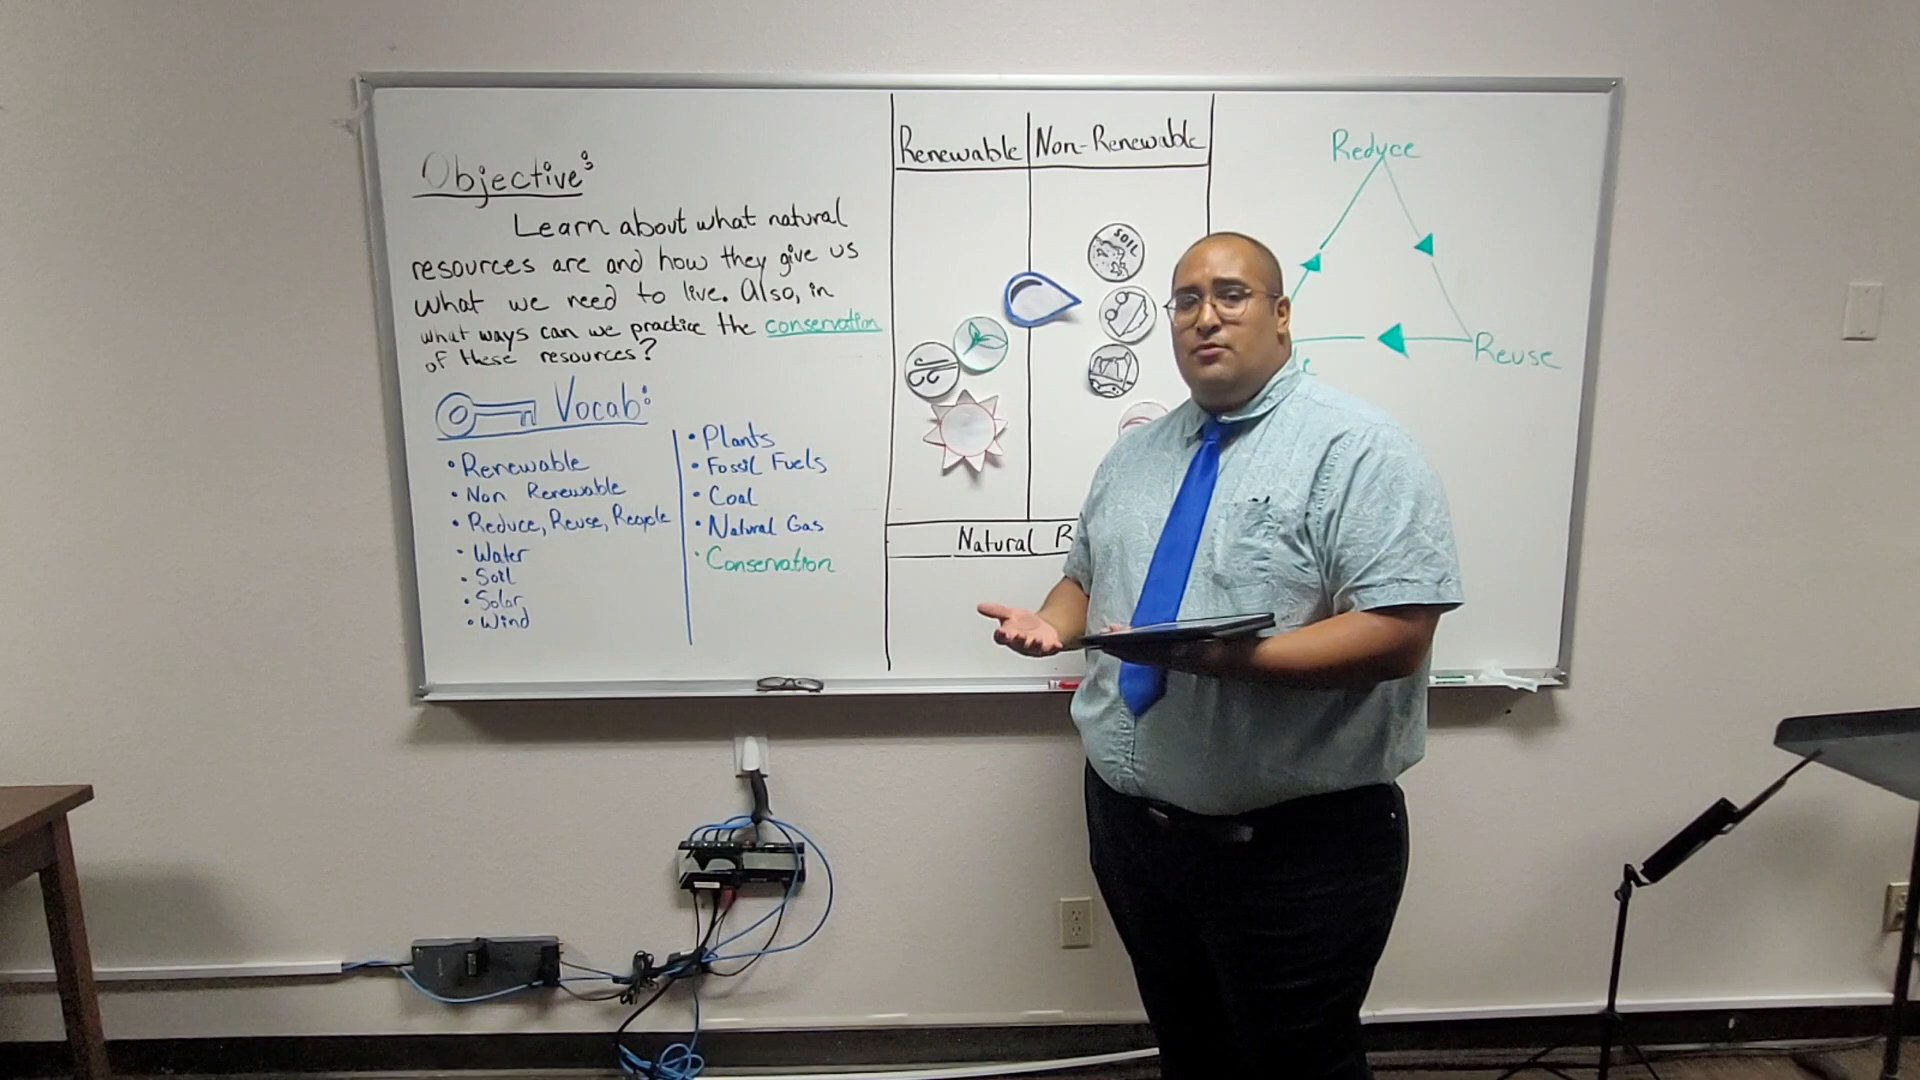 Objective:
Learn about what natural
resources are and how they give us
what we need to live. Also, in
what ways can we practice the conservation
of these resources?
Vocab:
• Renewable
• Non Renewable
• Reduce, Reuse, Recycle
• Water
• Soil
• Solar
• Wind
• Plants
• Fossil Fuels
• Coal
• Natural Gas
• Conservation
Renewable
Non-Renewable
SOIL
Natural R
Reduce
Reuse
le